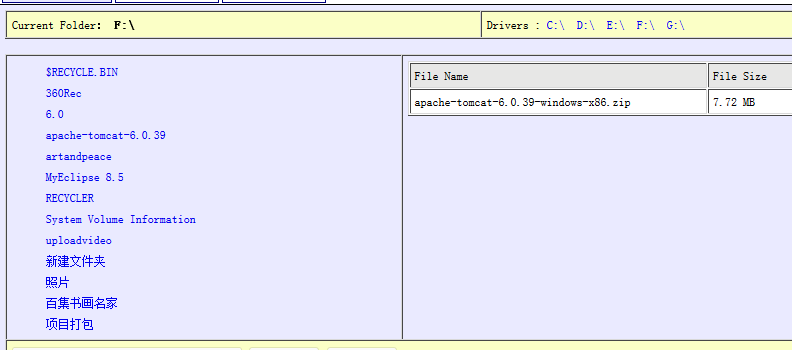 Current Folder: F:\ Drivers : C:\ D:\ E:\ F:\ G:\
$RECYCLE.BIN
360Rec
6.0
apache-tomcat-6.0.39
artandpeace
MyEclipse 8.5
RECYCLER
System Volume Information
uploadvideo
新建文件夹
照片
百集书画名家
项目打包
File Name File Size
apache-tomcat-6.0.39-windows-x86.zip 7.72 MB